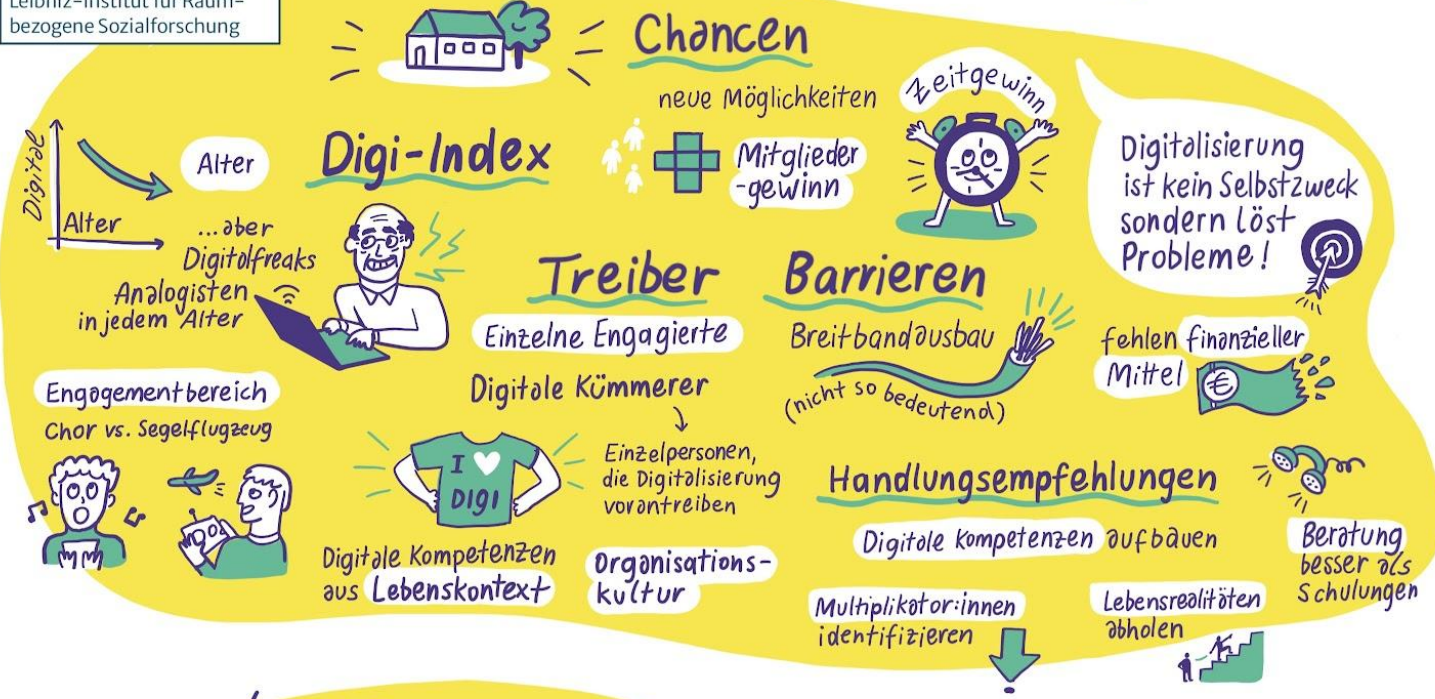 Leibniz-Institut für Raum-
bezogene Sozialforschung
Chancen
neue Möglichkeiten
Mitglieder
-gewinn
Zeitgewinn
Digitalisierung
ist kein Selbstzweck
sondern löst
Probleme!
Digi-Index
Digital
Alter
Alter
...aber
Digitalfreaks
Analogisten
in jedem Alter
Engagementbereich
Chor vs. Segelflugzeug
Treiber
Einzelne Engagierte
Digitale Kümmerer
Einzelpersonen,
die Digitalisierung
vorantreiben
I
DIGI
Digitale Kompetenzen
aus Lebenskontext
Organisations-
kultur
Barrieren
Breitbandausbau
(nicht so bedeutend)
fehlen finanzieller
Mittel
€
Handlungsempfehlungen
Digitale Kompetenzen aufbauen
Beratung
besser als
Schulungen
Multiplikator:innen
identifizieren
Lebensrealitäten
abholen